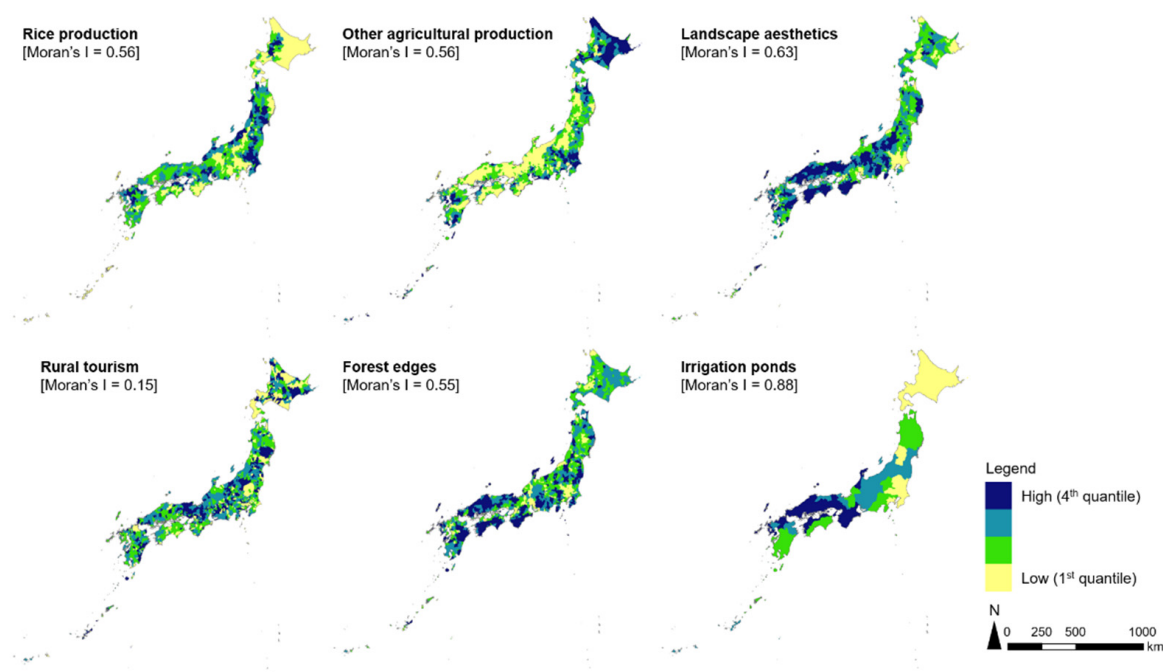 Rice production
[Moran's I = 0.56]
Other agricultural production
[Moran's I = 0.56]
Landscape aesthetics
[Moran's I = 0.63]
Rural tourism
[Moran's I = 0.15]
Forest edges
[Moran's I = 0.55]
Irrigation ponds
[Moran's I = 0.88]
Legend
High (4th quantile)
Low (1st quantile)
N
0 250 500 1000
km